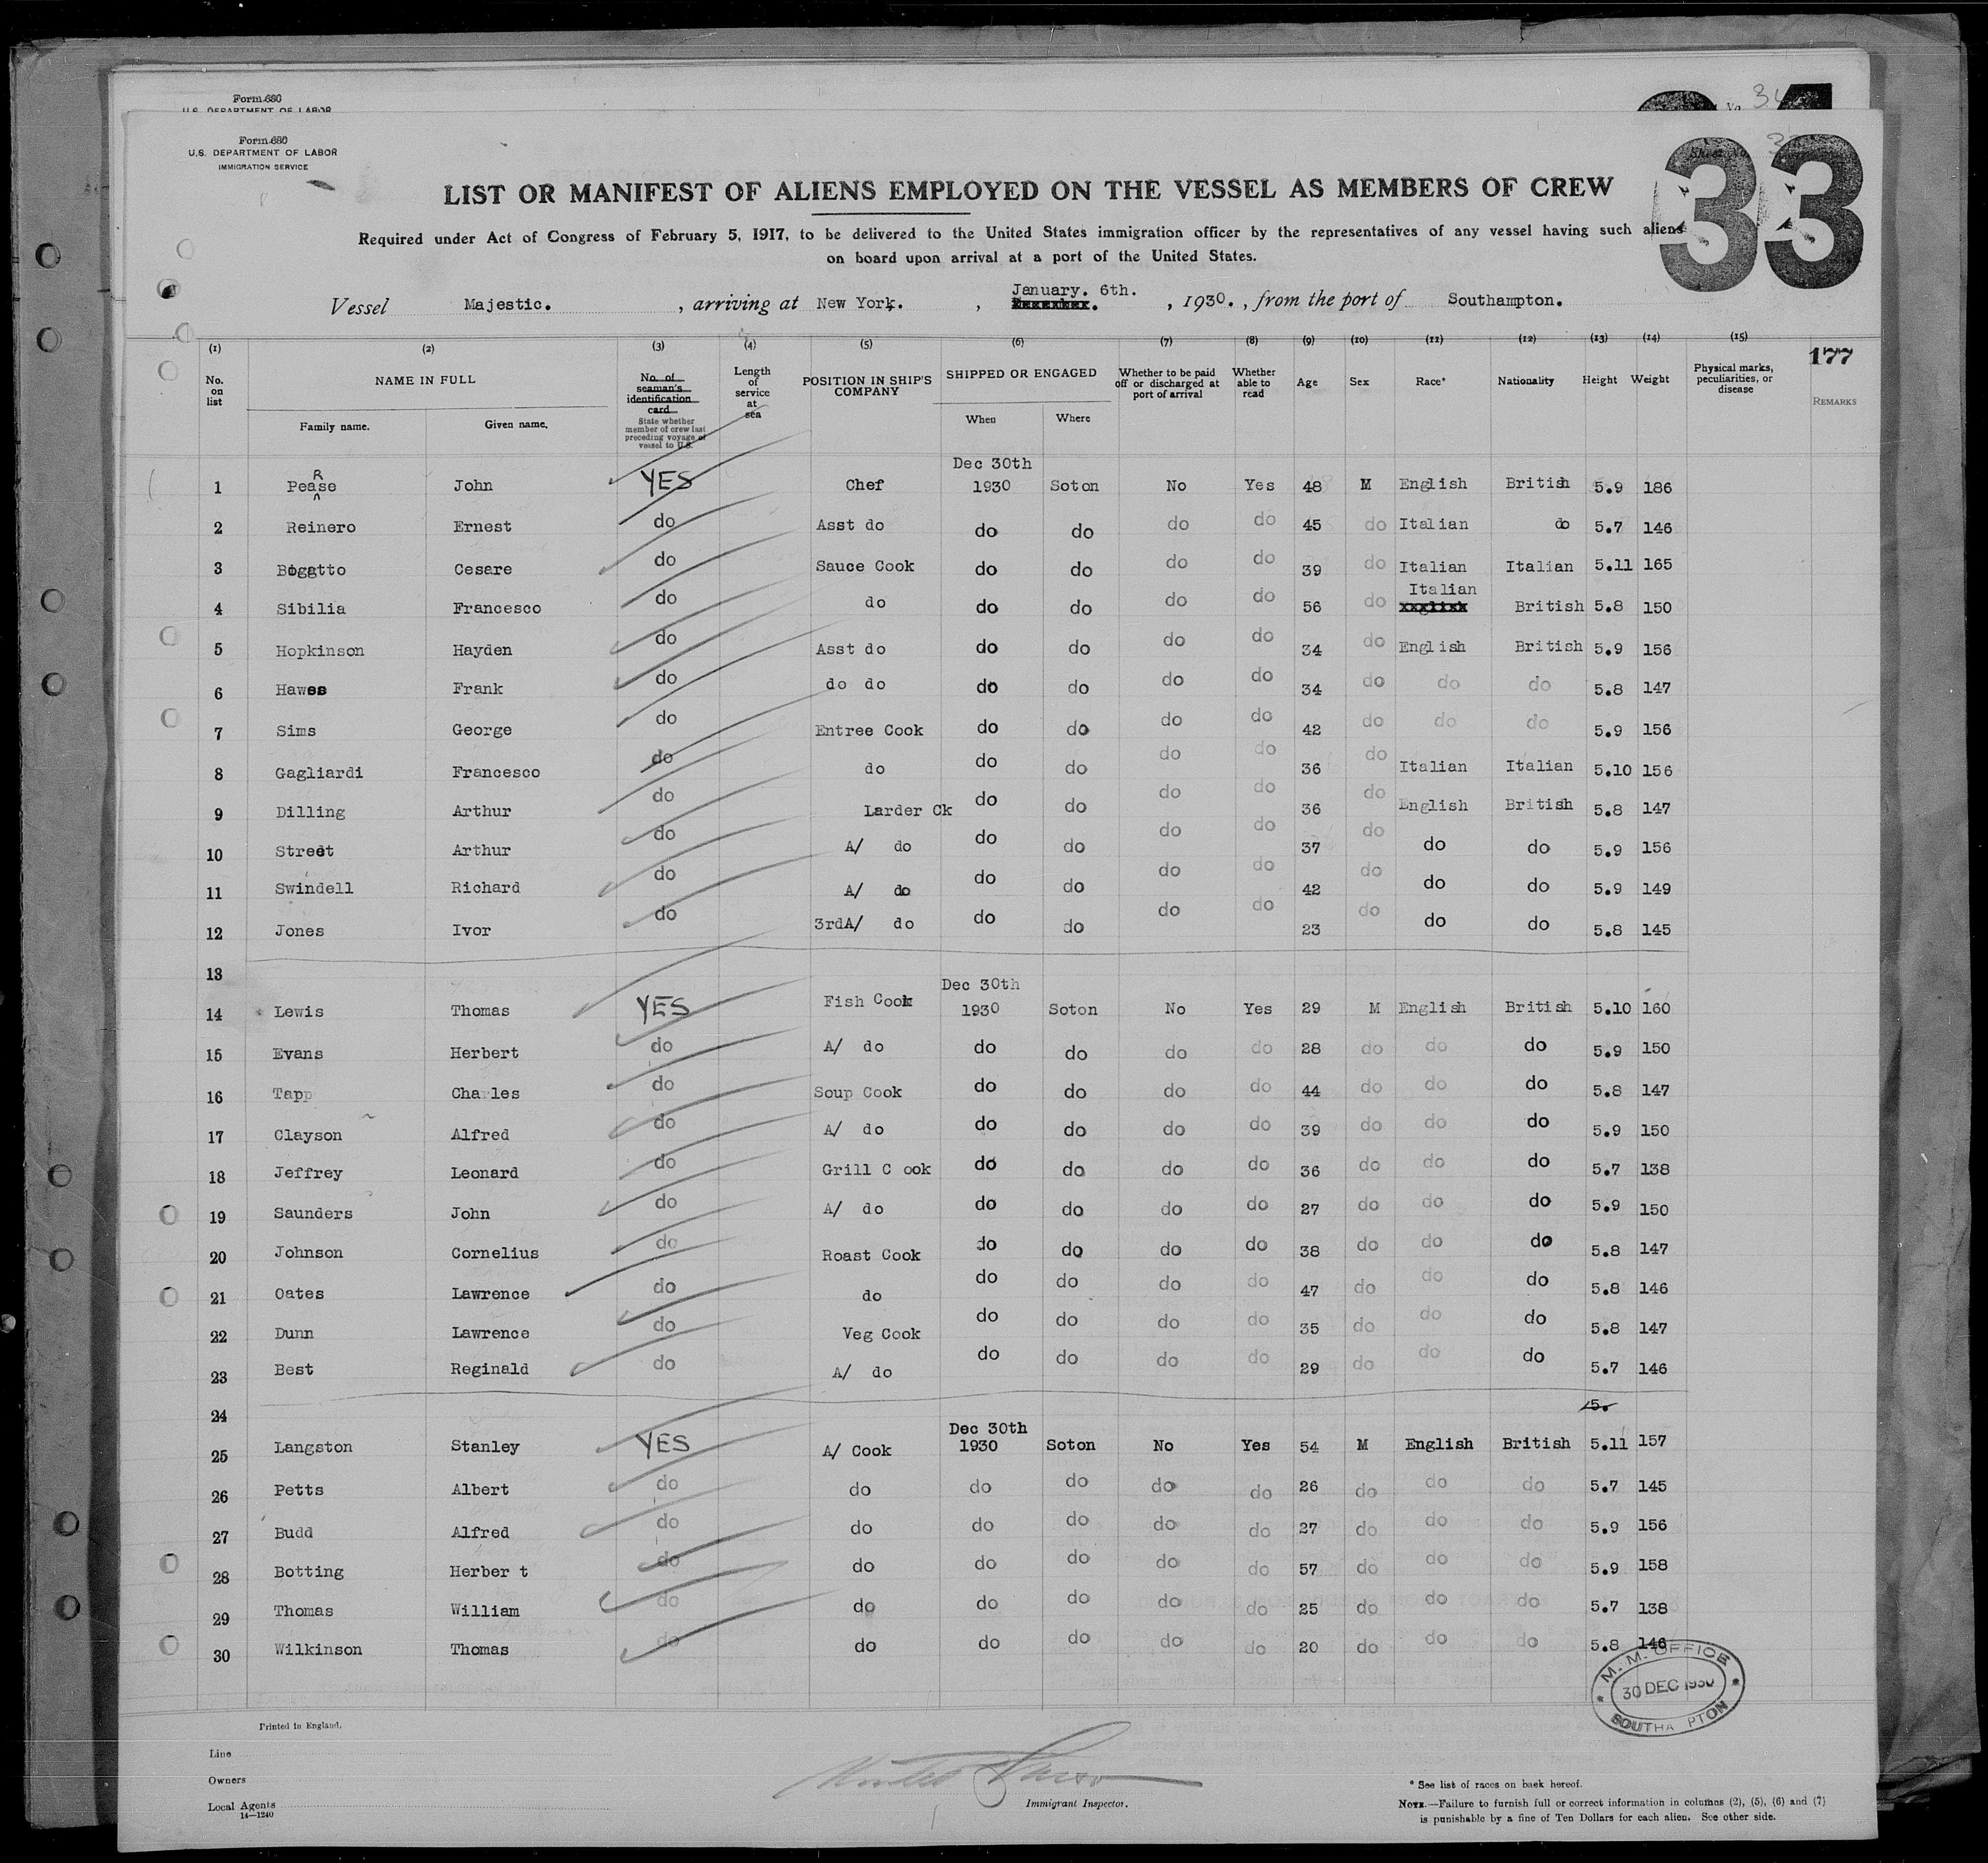 Form 680
U.S. DEPARTMENT OF LABOR
Form 680
U.S. DEPARTMENT OF LABOR
IMMIGRATION SERVICE
33
LIST OR MANIFEST OF ALIENS EMPLOYED ON THE VESSEL AS MEMBERS OF CREW
Required under Act of Congress of February 5, 1917, to be delivered to the United States immigration officer by the representatives of any vessel having such aliens
on board upon arrival at a port of the United States.
January. 6th.
Vessel Majestic. , arriving at New York. , , 1930. , from the port of Southampton.
(1) (2) (3) (4) (5) (6) (7) (8) (9) (10) (11) (12) (13) (14) (15)
177
No. on list NAME IN FULL Family name. Given name. No. of seaman's identification card State whether member of crew last preceding voyage of vessel to U.S. Length of service at sea POSITION IN SHIP'S COMPANY SHIPPED OR ENGAGED When Where Whether to be paid off or discharged at port of arrival Whether able to read Age Sex Race* Nationality Height Weight Physical marks, peculiarities, or disease REMARKS
Dec 30th
1 Pearse John YES Chef 1930 Soton No Yes 48 M English British 5.9 186
2 Reinero Ernest do Asst do do do do do 45 do Italian do 5.7 146
3 Bogatto Cesare do Sauce Cook do do do do 39 do Italian Italian 5.11 165
4 Sibilia Francesco do do do do do do 56 do Italian British 5.8 150
5 Hopkinson Hayden do Asst do do do do do 34 do English British 5.9 156
6 Hawes Frank do do do do do do do 34 do do do 5.8 147
7 Sims George do Entree Cook do do do do 42 do do do 5.9 156
8 Gagliardi Francesco do do do do do do 36 do Italian Italian 5.10 156
9 Dilling Arthur do Larder Ck do do do do 36 do English British 5.8 147
10 Street Arthur do A/ do do do do do 37 do do do 5.9 156
11 Swindell Richard do A/ do do do do do 42 do do do 5.9 149
12 Jones Ivor do 3rdA/ do do do do do 23 do do do 5.8 145
13
Dec 30th
14 Lewis Thomas YES Fish Cook 1930 Soton No Yes 29 M English British 5.10 160
15 Evans Herbert do A/ do do do do do 28 do do do 5.9 150
16 Tapp Charles do Soup Cook do do do do 44 do do do 5.8 147
17 Clayson Alfred do A/ do do do do do 39 do do do 5.9 150
18 Jeffrey Leonard do Grill C ook do do do do 36 do do do 5.7 138
19 Saunders John do A/ do do do do do 27 do do do 5.9 150
20 Johnson Cornelius do Roast Cook do do do do 38 do do do 5.8 147
21 Oates Lawrence do do do do do do 47 do do do 5.8 146
22 Dunn Lawrence do Veg Cook do do do do 35 do do do 5.8 147
23 Best Reginald do A/ do do do do do 29 do do do 5.7 146
24 5.
Dec 30th
25 Langston Stanley YES A/ Cook 1930 Soton No Yes 54 M English British 5.11 157
26 Petts Albert do do do do do do 26 do do do 5.7 145
27 Budd Alfred do do do do do do 27 do do do 5.9 156
28 Botting Herber t do do do do do do 57 do do do 5.9 158
29 Thomas William do do do do do do 25 do do do 5.7 138
30 Wilkinson Thomas do do do do do do 20 do do do 5.8 146
M. M. OFFICE
30 DEC 1930
SOUTHA PTON
Printed in England.
Line
Owners
Local Agents
14—1240
Immigrant Inspector.
* See list of races on back hereof.
NOTE.—Failure to furnish full or correct information in columns (2), (5), (6) and (7)
is punishable by a fine of Ten Dollars for each alien. See other side.